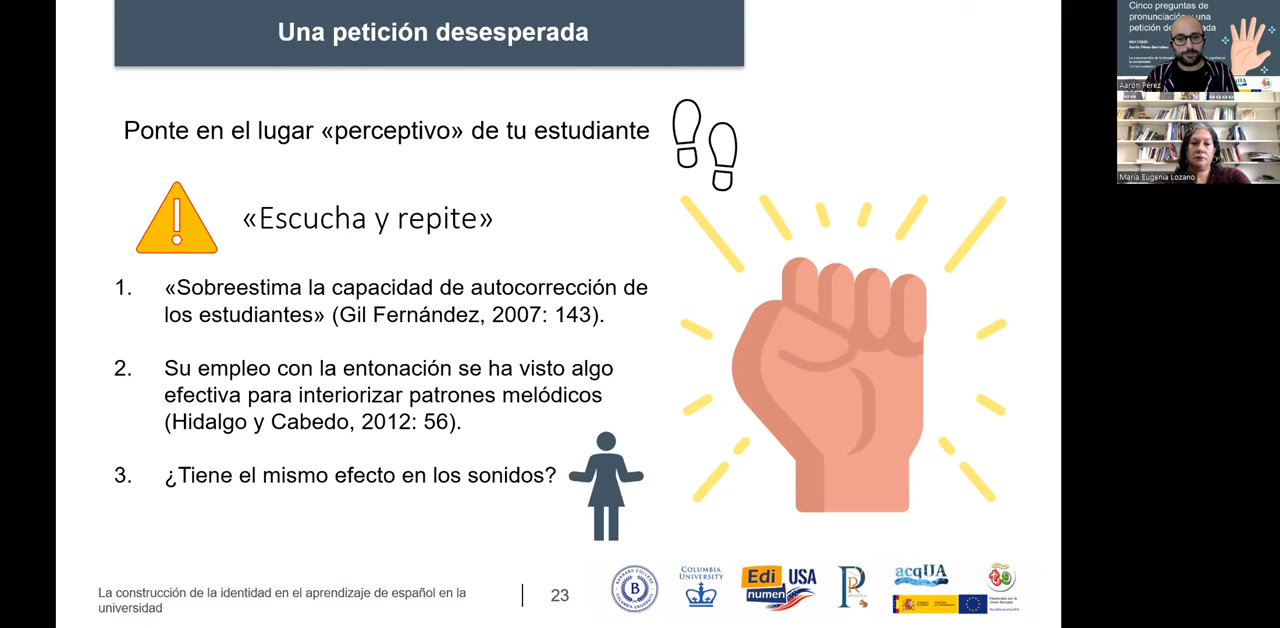 Una petición desesperada
Ponte en el lugar «perceptivo» de tu estudiante
«Escucha y repite»
1. «Sobreestima la capacidad de autocorrección de
los estudiantes» (Gil Fernández, 2007: 143).
2. Su empleo con la entonación se ha visto algo
efectiva para interiorizar patrones melódicos
(Hidalgo y Cabedo, 2012: 56).
3. ¿Tiene el mismo efecto en los sonidos?
La construcción de la identidad en el aprendizaje de español en la
universidad
23
B
COLUMBIA
UNIVERSITY
Edi USA
numen
acqUA
Cinco preguntas de
pronunciación y una
petición
Aarón Pérez
María Eugenia Lozano